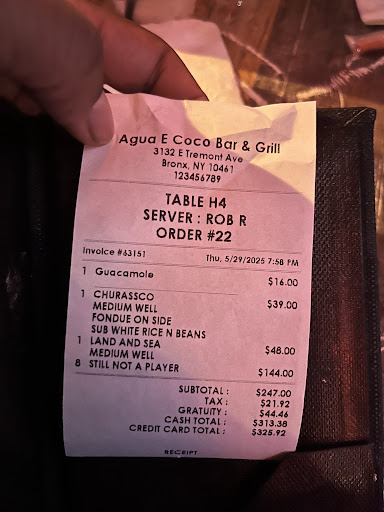 Agua E Coco Bar & Grill
3132 E Tremont Ave
Bronx, NY 10461
123456789
TABLE H4
SERVER : ROB R
ORDER #22
Invoice #63151 Thu, 5/29/2025 7:58 PM
1 Guacamole $16.00
1 CHURASSCO $39.00
MEDIUM WELL
FONDUE ON SIDE
SUB WHITE RICE N BEANS
1 LAND AND SEA $48.00
MEDIUM WELL
8 STILL NOT A PLAYER $144.00
SUBTOTAL : $247.00
TAX : $21.92
GRATUITY : $44.46
CASH TOTAL : $313.38
CREDIT CARD TOTAL : $325.92
RECEIPT